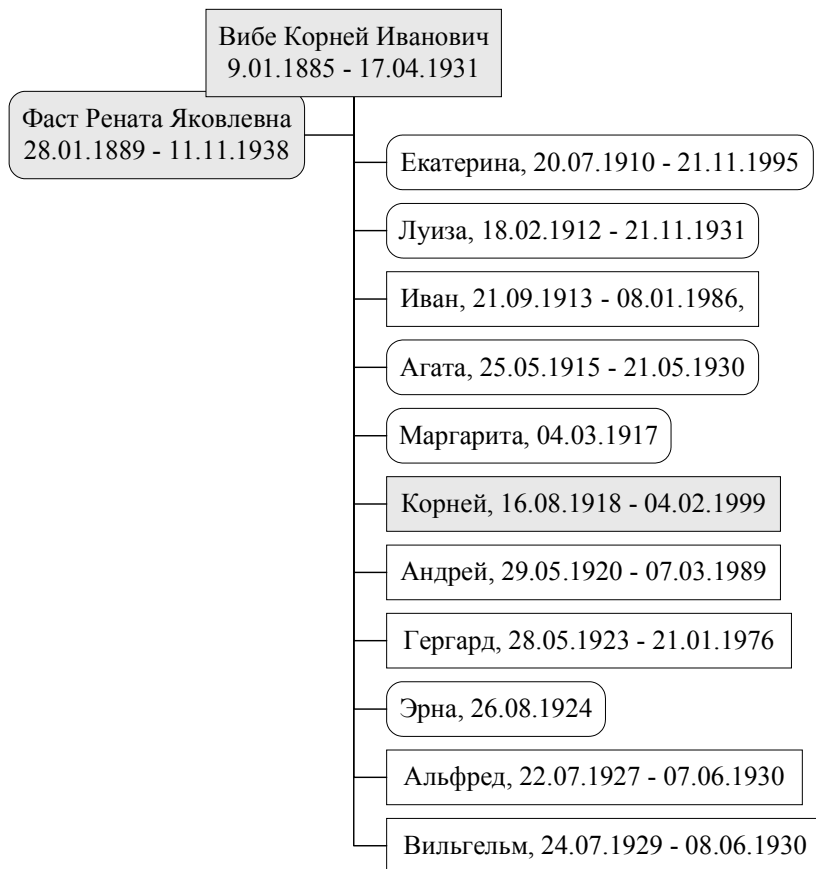 Вибе Корней Иванович
9.01.1885 - 17.04.1931
Фаст Рената Яковлевна
28.01.1889 - 11.11.1938
Екатерина, 20.07.1910 - 21.11.1995
Луиза, 18.02.1912 - 21.11.1931
Иван, 21.09.1913 - 08.01.1986,
Агата, 25.05.1915 - 21.05.1930
Маргарита, 04.03.1917
Корней, 16.08.1918 - 04.02.1999
Андрей, 29.05.1920 - 07.03.1989
Гергард, 28.05.1923 - 21.01.1976
Эрна, 26.08.1924
Альфред, 22.07.1927 - 07.06.1930
Вильгельм, 24.07.1929 - 08.06.1930